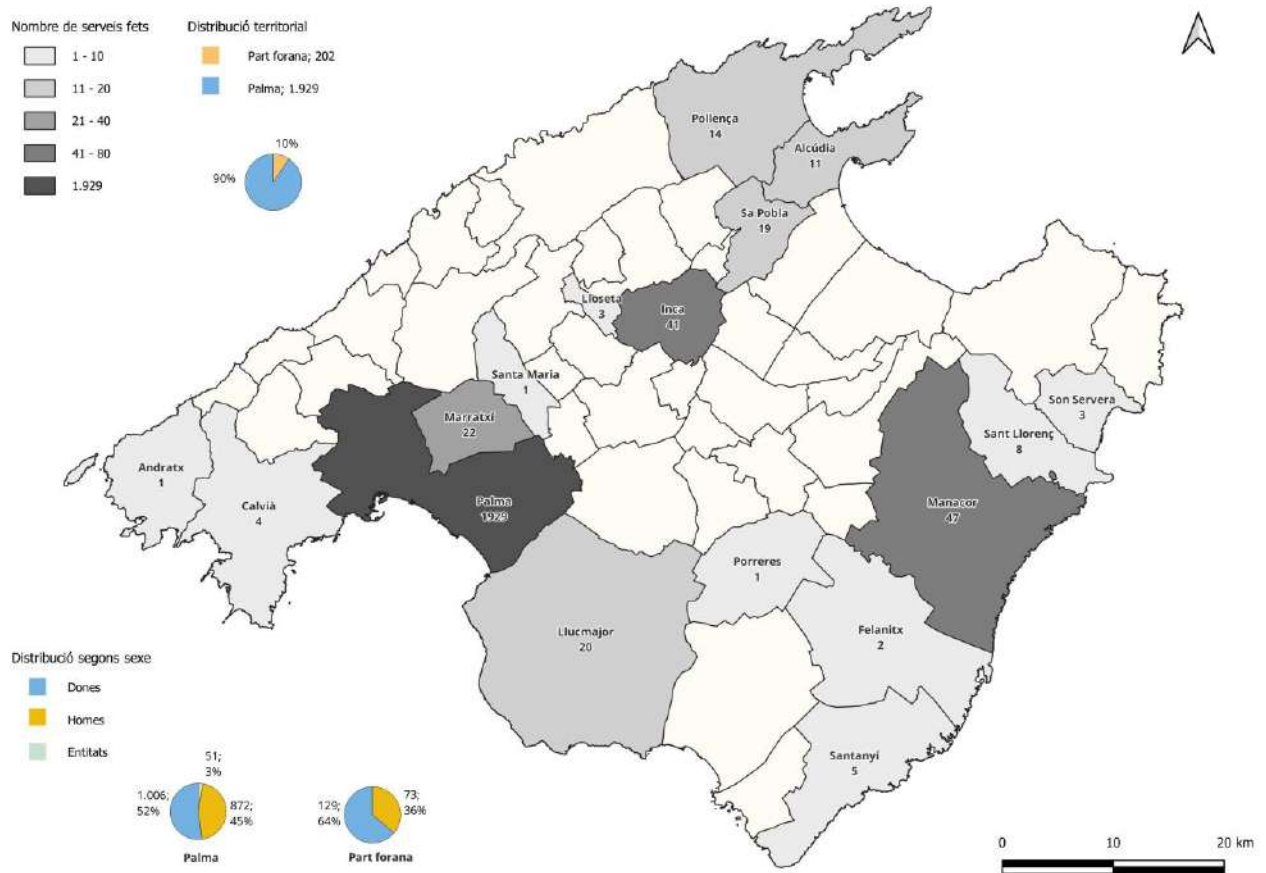 Nombre de serveis fets
1 - 10
11 - 20
21 - 40
41 - 80
1.929
Distribució territorial
Part forana; 202
Palma; 1.929
10%
90%
Pollença
14
Alcúdia
11
Sa Pobla
19
Lloseta
3
Inca
41
Santa Maria
1
Marratxí
22
Son Servera
3
Sant Llorenç
8
Andratx
1
Calvià
4
Palma
1929
Manacor
47
Porreres
1
Llucmajor
20
Felanitx
2
Santanyí
5
Distribució segons sexe
Dones
Homes
Entitats
51;
3%
1.006;
52%
872;
45%
Palma
129;
64%
73;
36%
Part forana
0 10 20 km